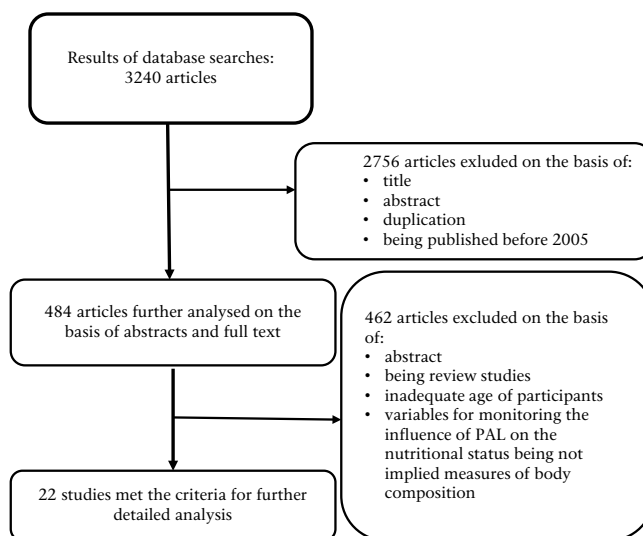 Results of database searches:
3240 articles
2756 articles exluded on the basis of:
• title
• abstract
• duplication
• being published before 2005
484 articles further analysed on the
basis of abstracts and full text
462 articles excluded on the basis
of:
• abstract
• being review studies
• inadequate age of participants
• variables for monitoring the
influence of PAL on the
nutritional status being not
implied measures of body
composition
22 studies met the criteria for further
detailed analysis